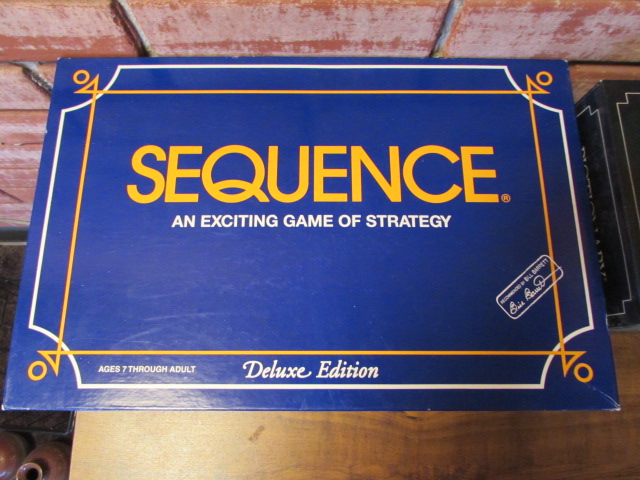 SEQUENCE®
AN EXCITING GAME OF STRATEGY
AGES 7 THROUGH ADULT
Deluxe Edition